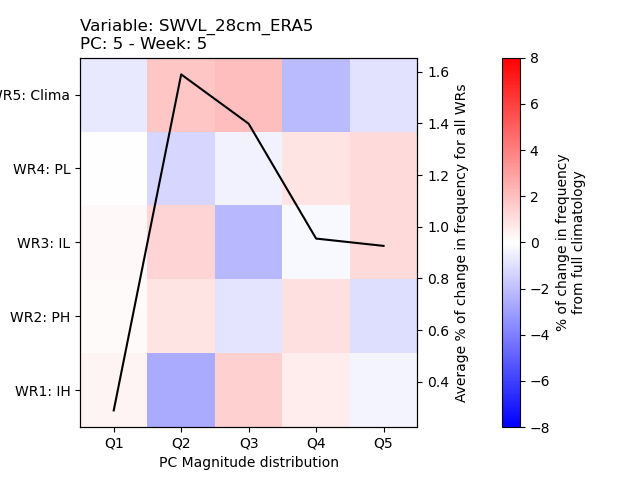 Variable: SWVL_28cm_ERA5
PC: 5 - Week: 5
WR5: Clima
WR4: PL
WR3: IL
WR2: PH
WR1: IH
Q1 Q2 Q3 Q4 Q5
PC Magnitude distribution
1.6
1.4
1.2
1.0
0.8
0.6
0.4
Average % of change in frequency for all WRs
8
6
4
2
0
−2
−4
−6
−8
% of change in frequency
from full climatology